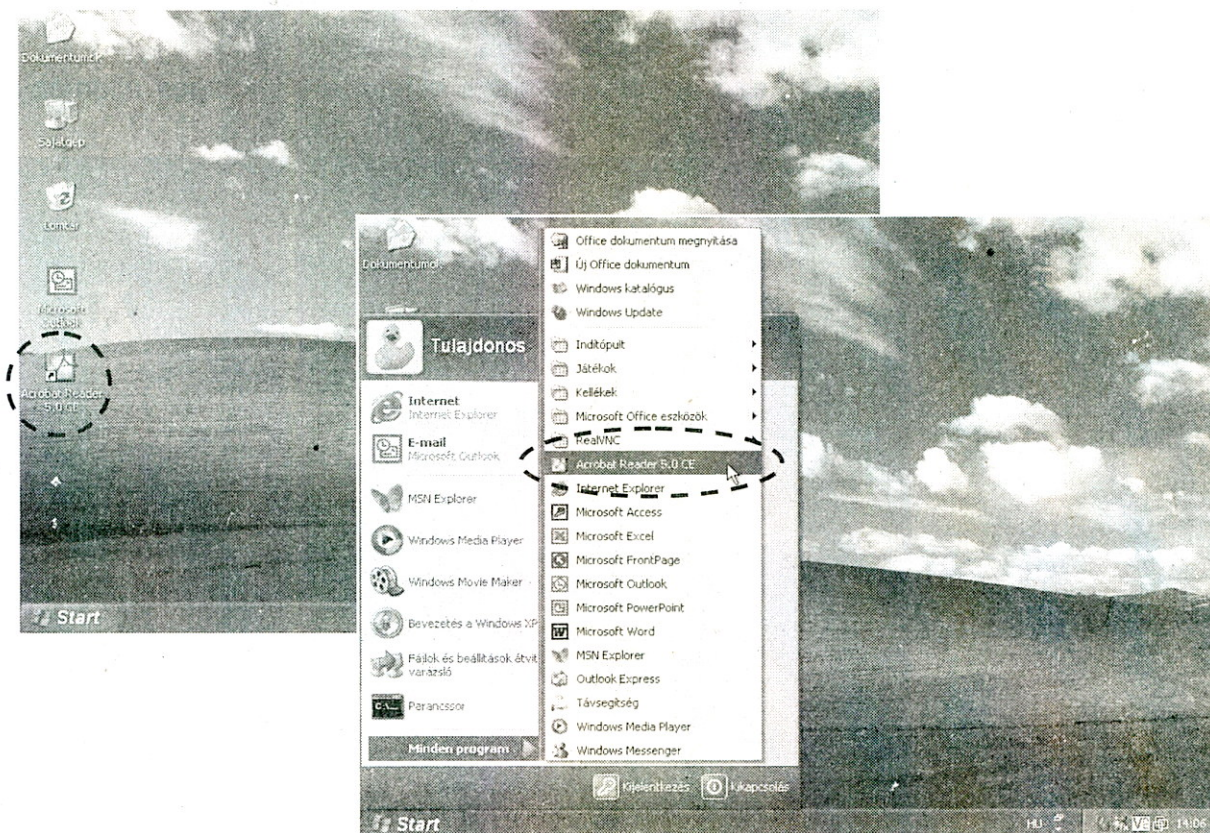 Dokumentumok
Sajátgép
Lomtár
Microsoft
Outlook
Acrobat Reader
5.0 CE
Start
Dokumentumok
Tulajdonos
Internet
Internet Explorer
E-mail
Microsoft Outlook
MSN Explorer
Windows Media Player
Windows Movie Maker
Bevezetés a Windows XP
Fájlok és beállítások átvit
varázsló
Parancssor
Minden program
Office dokumentum megnyitása
Új Office dokumentum
Windows katalógus
Windows Update
Indítópult
Játékok
Kellékek
Microsoft Office eszközök
RealVNC
Acrobat Reader 5.0 CE
Internet Explorer
Microsoft Access
Microsoft Excel
Microsoft FrontPage
Microsoft Outlook
Microsoft PowerPoint
Microsoft Word
MSN Explorer
Outlook Express
Távsegítség
Windows Media Player
Windows Messenger
Kijelentkezés
Kikapcsolás
Start
HU
14:06